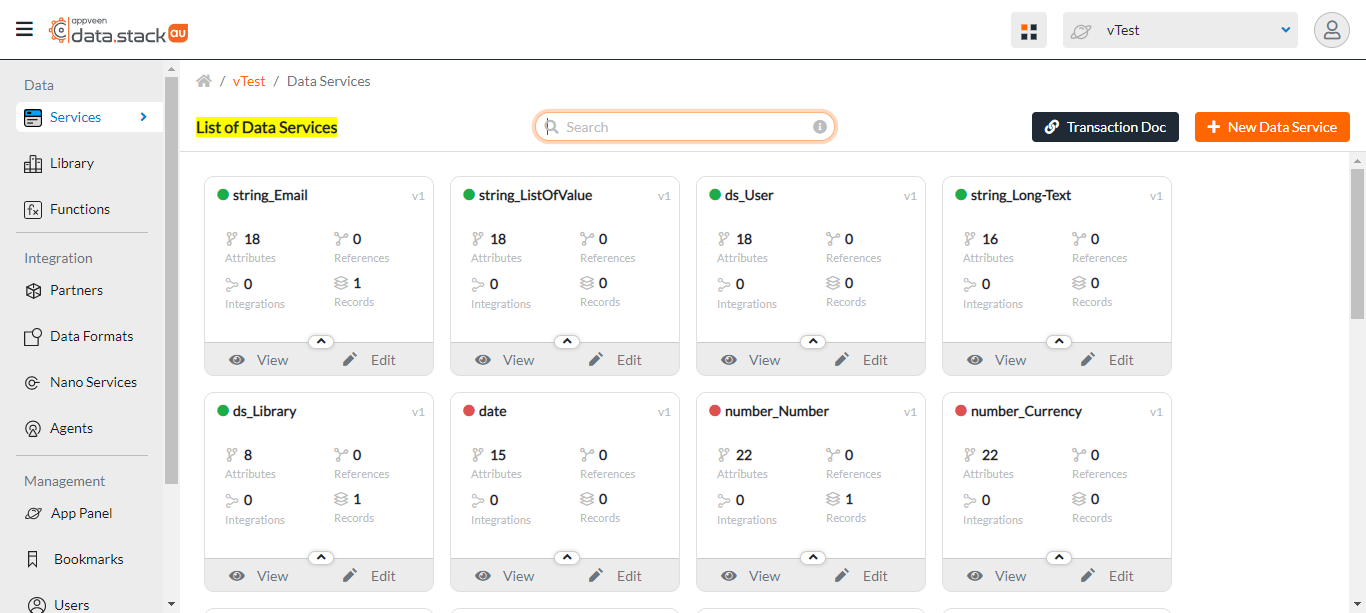 appveen
data.stack au
vTest
Data
Services
Library
Functions
Integration
Partners
Data Formats
Nano Services
Agents
Management
App Panel
Bookmarks
Users
/ vTest / Data Services
List of Data Services
Search
Transaction Doc
+ New Data Service
string_Email v1
18 Attributes
0 References
0 Integrations
1 Records
View Edit
string_ListOfValue v1
18 Attributes
0 References
0 Integrations
0 Records
View Edit
ds_User v1
18 Attributes
0 References
0 Integrations
0 Records
View Edit
string_Long-Text v1
16 Attributes
0 References
0 Integrations
0 Records
View Edit
ds_Library v1
8 Attributes
0 References
0 Integrations
1 Records
View Edit
date v1
15 Attributes
0 References
0 Integrations
0 Records
View Edit
number_Number v1
22 Attributes
0 References
0 Integrations
1 Records
View Edit
number_Currency v1
22 Attributes
0 References
0 Integrations
0 Records
View Edit